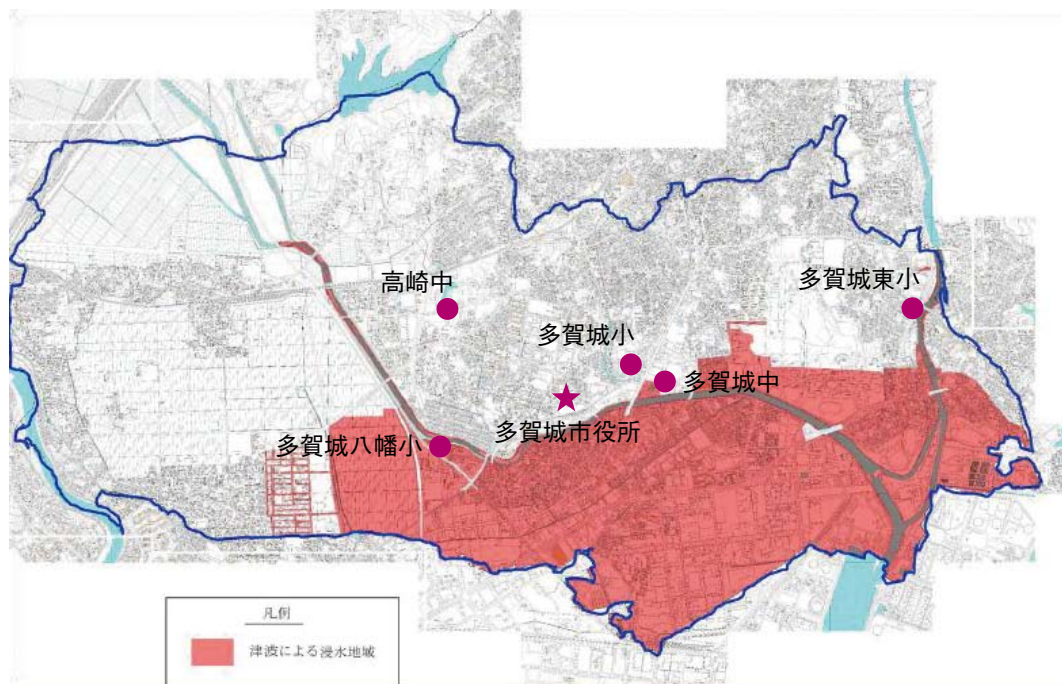 高崎中
多賀城東小
多賀城小
多賀城中
多賀城市役所
多賀城八幡小
凡例
津波による浸水地域